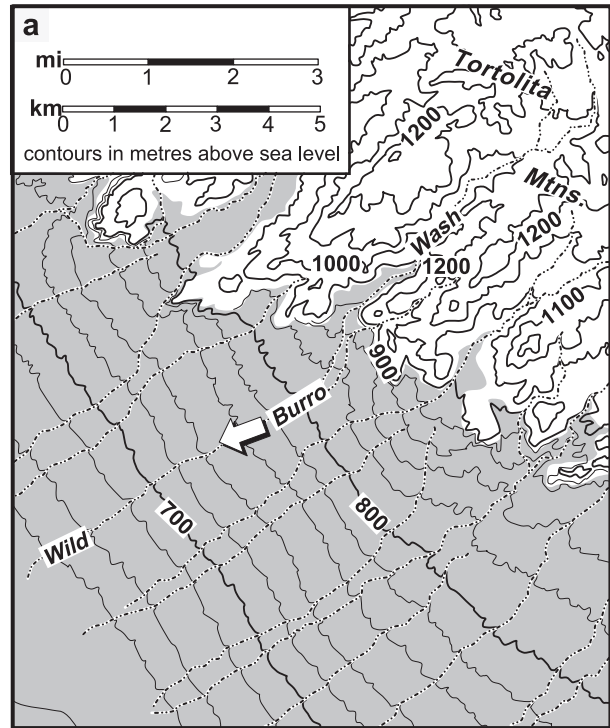 a
mi
0 1 2 3
km
0 1 2 3 4 5
contours in metres above sea level
Tortolita
Mtns.
1200
Wash
1200
1000
1200
1100
900
Burro
700
800
Wild